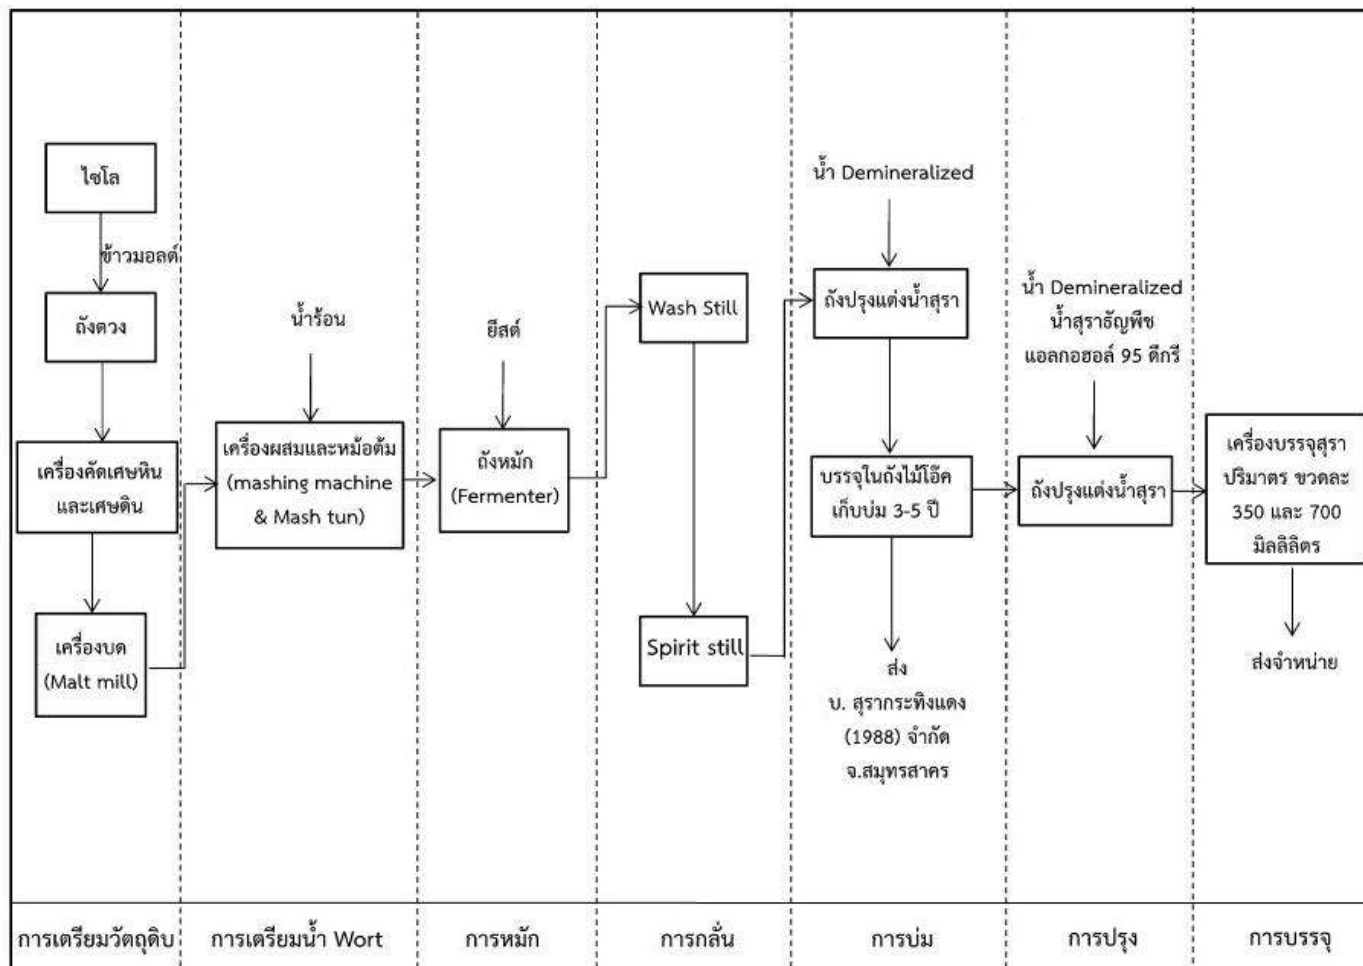 ไซโล
ข้าวมอลต์
ถังตวง
เครื่องคัดเศษหิน
และเศษดิน
เครื่องบด
(Malt mill)
น้ำร้อน
เครื่องผสมและหม้อต้ม
(mashing machine
& Mash tun)
ยีสต์
ถังหมัก
(Fermenter)
Wash Still
Spirit still
น้ำ Demineralized
ถังปรุงแต่งน้ำสุรา
บรรจุในถังไม้โอ๊ค
เก็บบ่ม 3-5 ปี
ส่ง
บ. สุรากระทิงแดง
(1988) จำกัด
จ.สมุทรสาคร
น้ำ Demineralized
น้ำสุราธัญพืช
แอลกอฮอล์ 95 ดีกรี
ถังปรุงแต่งน้ำสุรา
เครื่องบรรจุสุรา
ปริมาตร ขวดละ
350 และ 700
มิลลิลิตร
ส่งจำหน่าย
การเตรียมวัตถุดิบ
การเตรียมน้ำ Wort
การหมัก
การกลั่น
การบ่ม
การปรุง
การบรรจุ